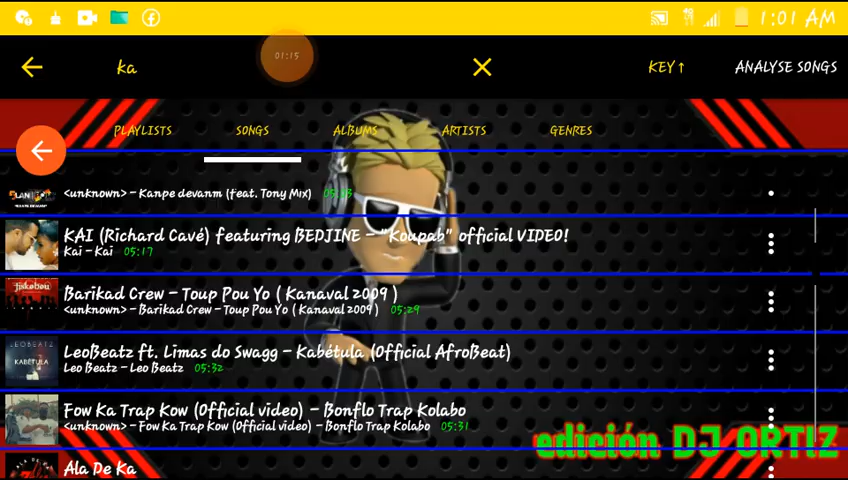 1:01 AM
ka
01:15
KEY↑
ANALYSE SONGS
PLAYLISTS
SONGS
ALBUMS
ARTISTS
GENRES
<unknown> - Kanpe devanm (feat. Tony Mix) 05:13
KAI (Richard Cavé) featuring BEDJINE - "Koupab" official VIDEO!
Kai - Kai 05:17
Barikad Crew - Toup Pou Yo ( Kanaval 2009 )
<unknown> - Barikad Crew - Toup Pou Yo ( Kanaval 2009 ) 05:29
LEOBEATZ
KABÉTULA
LeoBeatz ft. Limas do Swagg - Kabétula (Official AfroBeat)
Leo Beatz - Leo Beatz 05:32
Fow Ka Trap Kow (Official video) - Bonflo Trap Kolabo
<unknown> - Fow Ka Trap Kow (Official video) - Bonflo Trap Kolabo 05:31
edición DJ ORTIZ
Ala De Ka